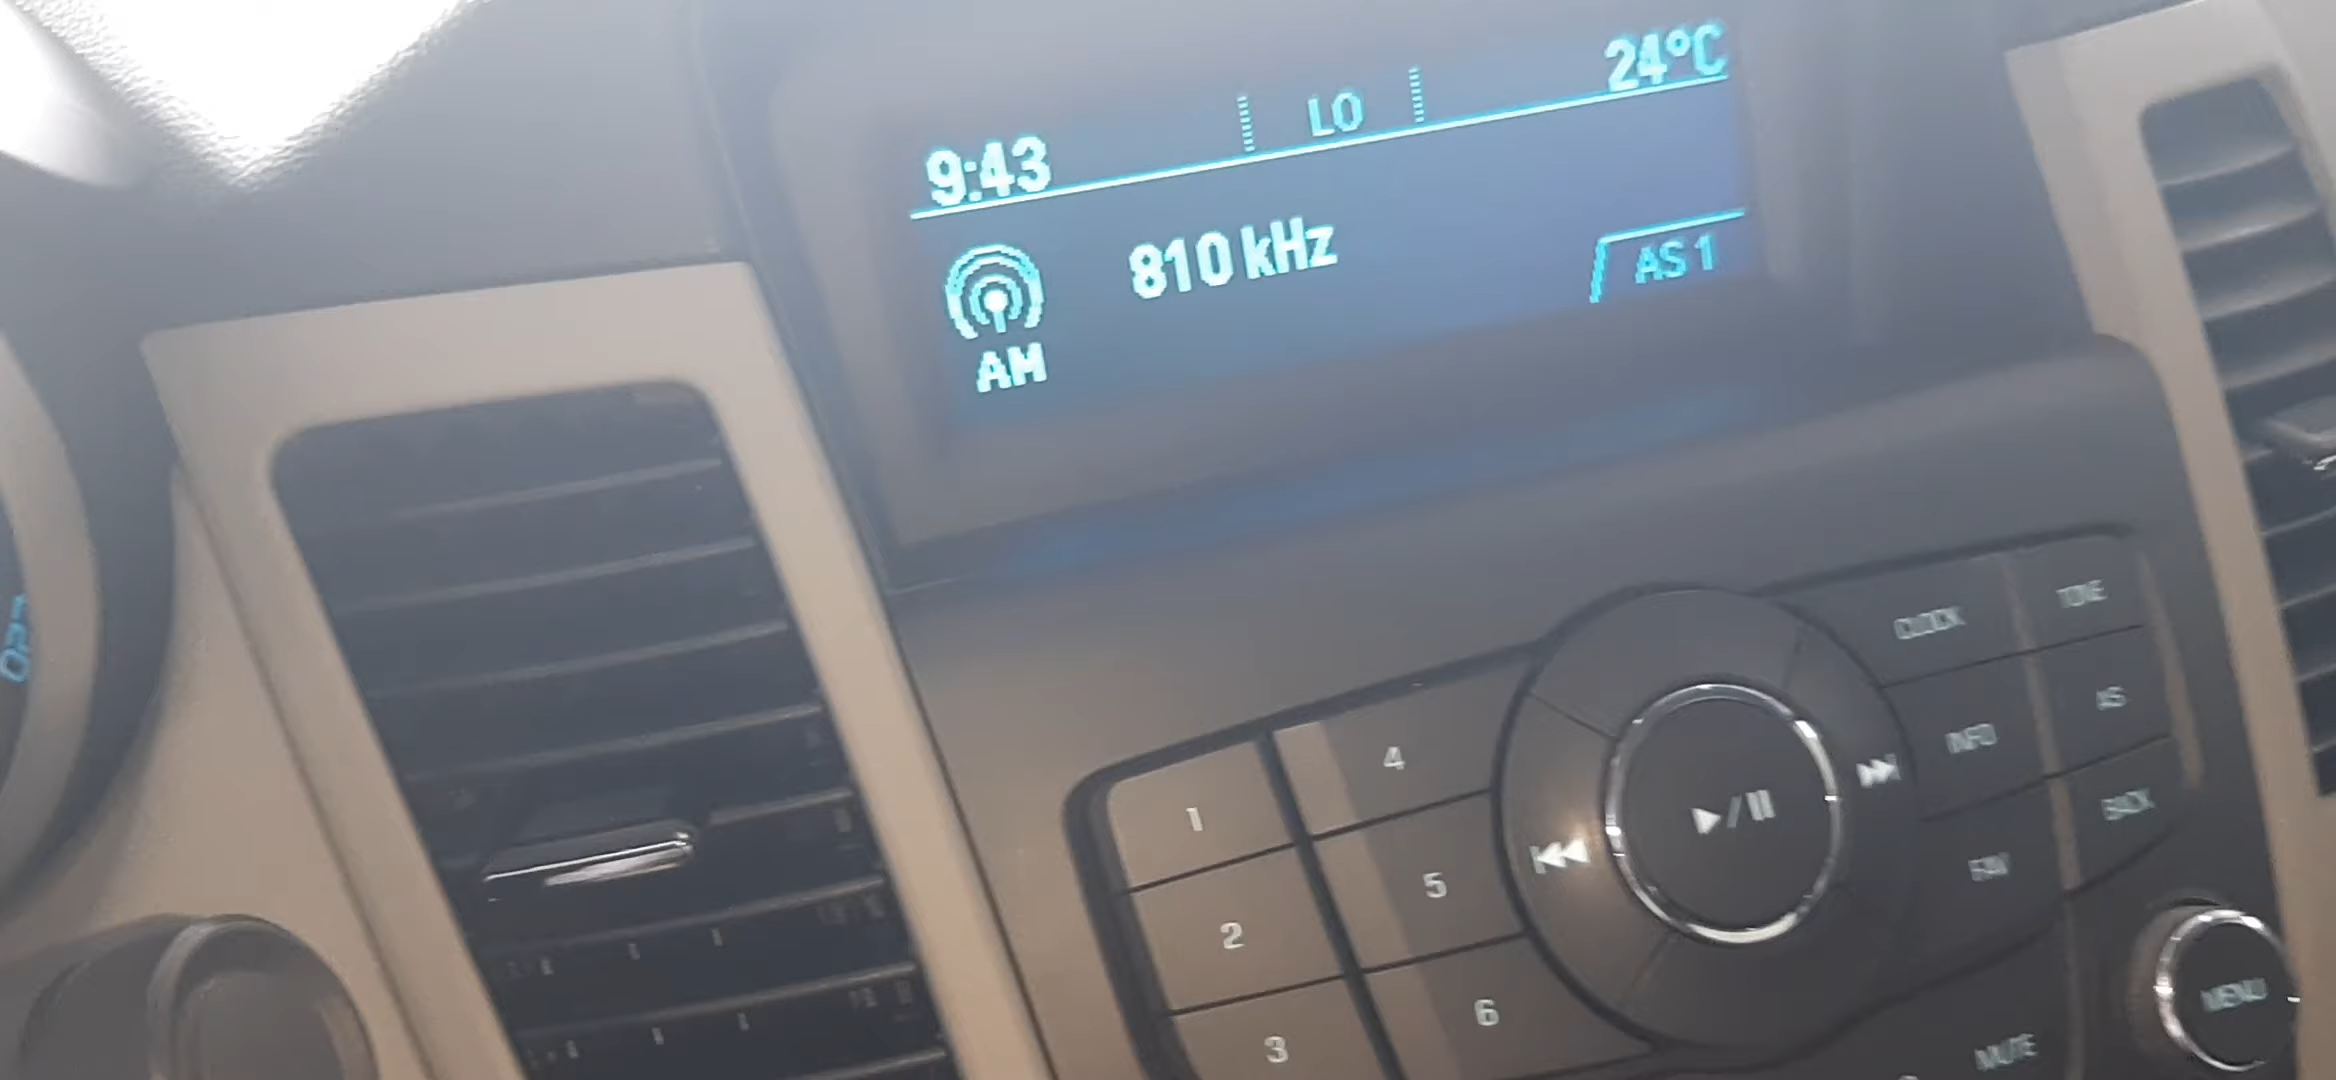 9:43 LO 24°C
810 kHz
AM
AS 1
CLOCK TONE
1 4 INFO AS
2 5 FAV BACK
3 6 MENU
MUTE